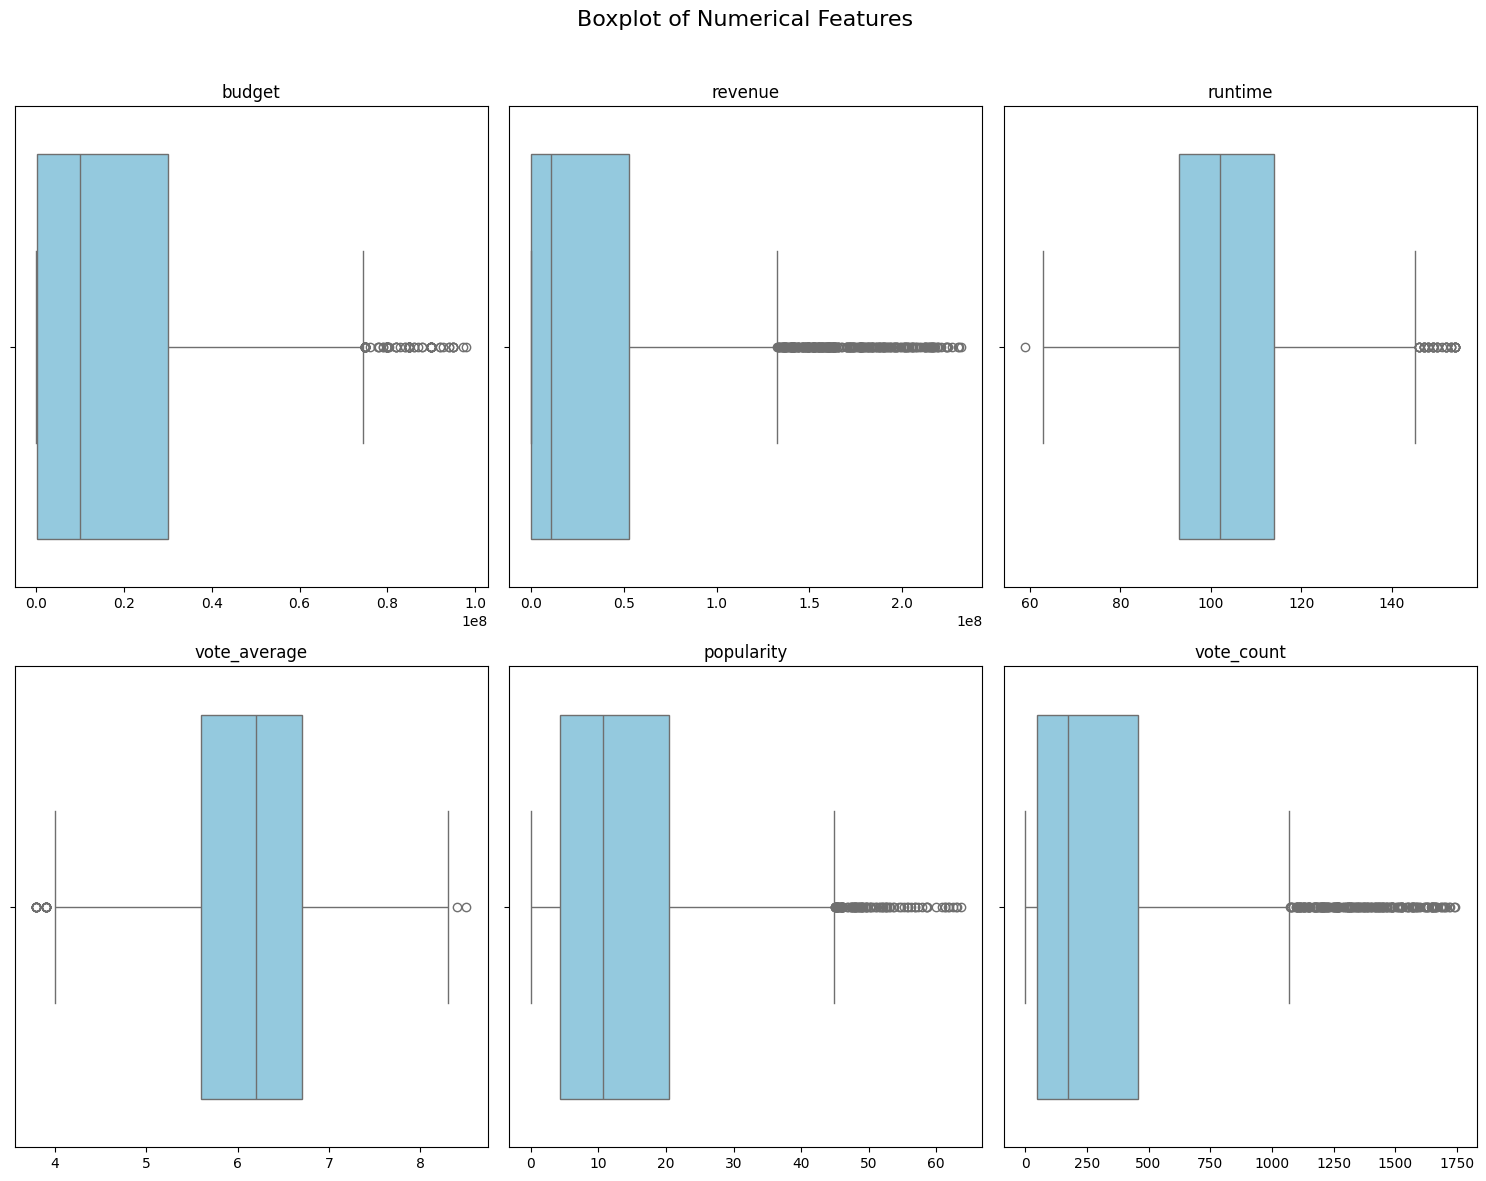 Boxplot of Numerical Features
budget
revenue
runtime
0.0 0.2 0.4 0.6 0.8 1.0
1e8
0.0 0.5 1.0 1.5 2.0
1e8
60 80 100 120 140
vote_average
popularity
vote_count
4 5 6 7 8
0 10 20 30 40 50 60
0 250 500 750 1000 1250 1500 1750